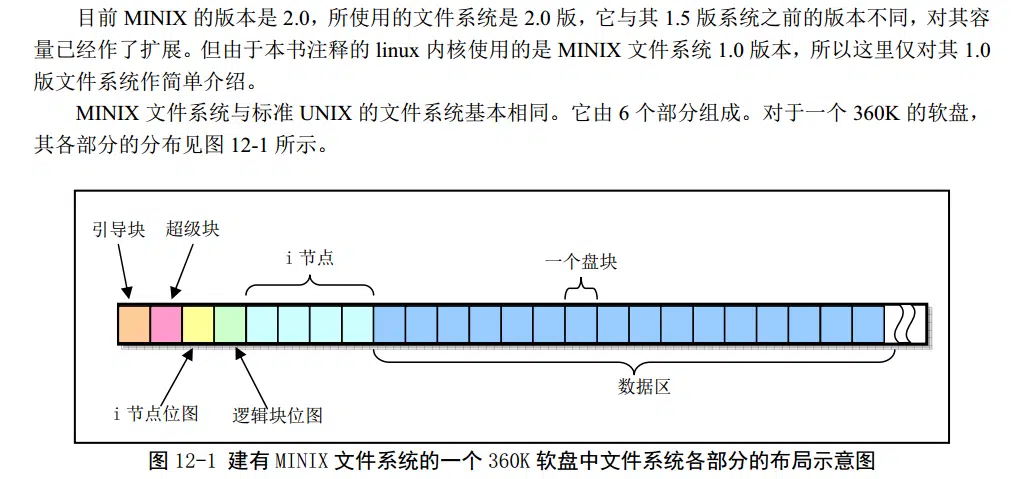 目前 MINIX 的版本是 2.0，所使用的文件系统是 2.0 版，它与其 1.5 版系统之前的版本不同，对其容
量已经作了扩展。但由于本书注释的 linux 内核使用的是 MINIX 文件系统 1.0 版本，所以这里仅对其 1.0
版文件系统作简单介绍。
MINIX 文件系统与标准 UNIX 的文件系统基本相同。它由 6 个部分组成。对于一个 360K 的软盘，
其各部分的分布见图 12-1 所示。
引导块 超级块
i 节点
一个盘块
数据区
i 节点位图 逻辑块位图
图 12-1 建有 MINIX 文件系统的一个 360K 软盘中文件系统各部分的布局示意图